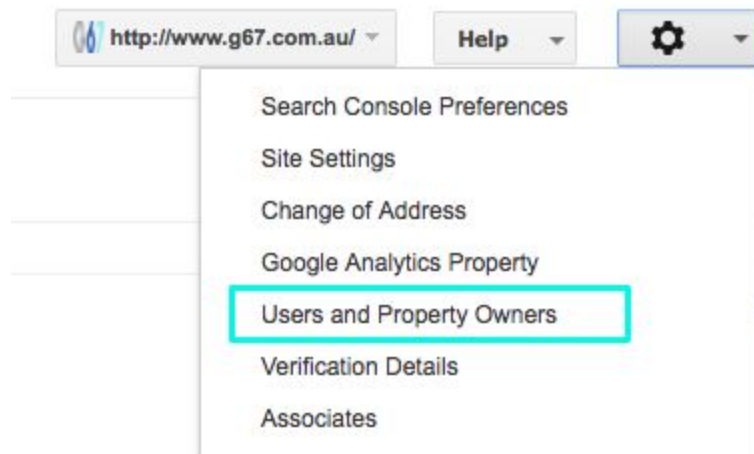 G67 http://www.g67.com.au/ Help
Search Console Preferences
Site Settings
Change of Address
Google Analytics Property
Users and Property Owners
Verification Details
Associates